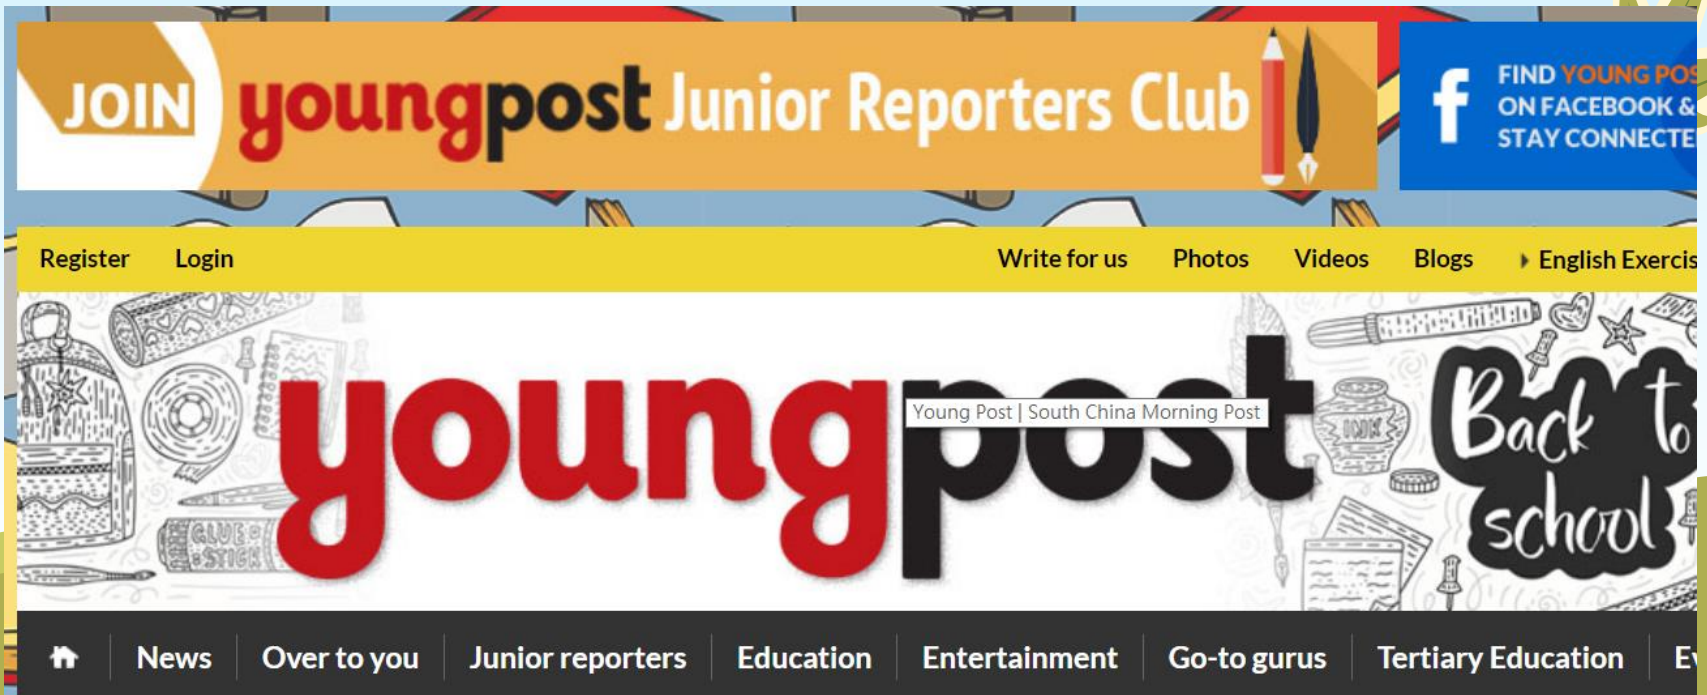 JOIN youngpost Junior Reporters Club
FIND YOUNG POS
ON FACEBOOK &
STAY CONNECTE
Register Login Write for us Photos Videos Blogs English Exercis
youngpost
Young Post | South China Morning Post
INK
GLUE
STICK
Back to
school
News Over to you Junior reporters Education Entertainment Go-to gurus Tertiary Education Ev